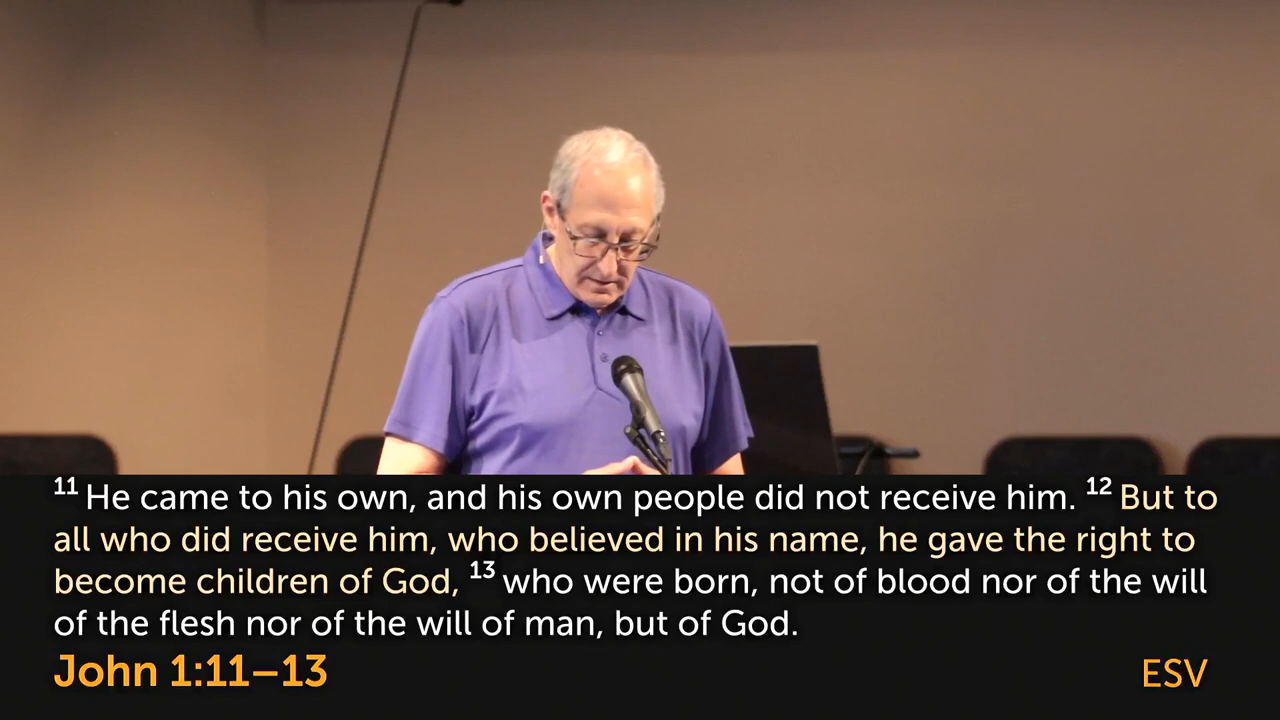 11 He came to his own, and his own people did not receive him. 12 But to
all who did receive him, who believed in his name, he gave the right to
become children of God, 13 who were born, not of blood nor of the will
of the flesh nor of the will of man, but of God.
John 1:11–13 ESV